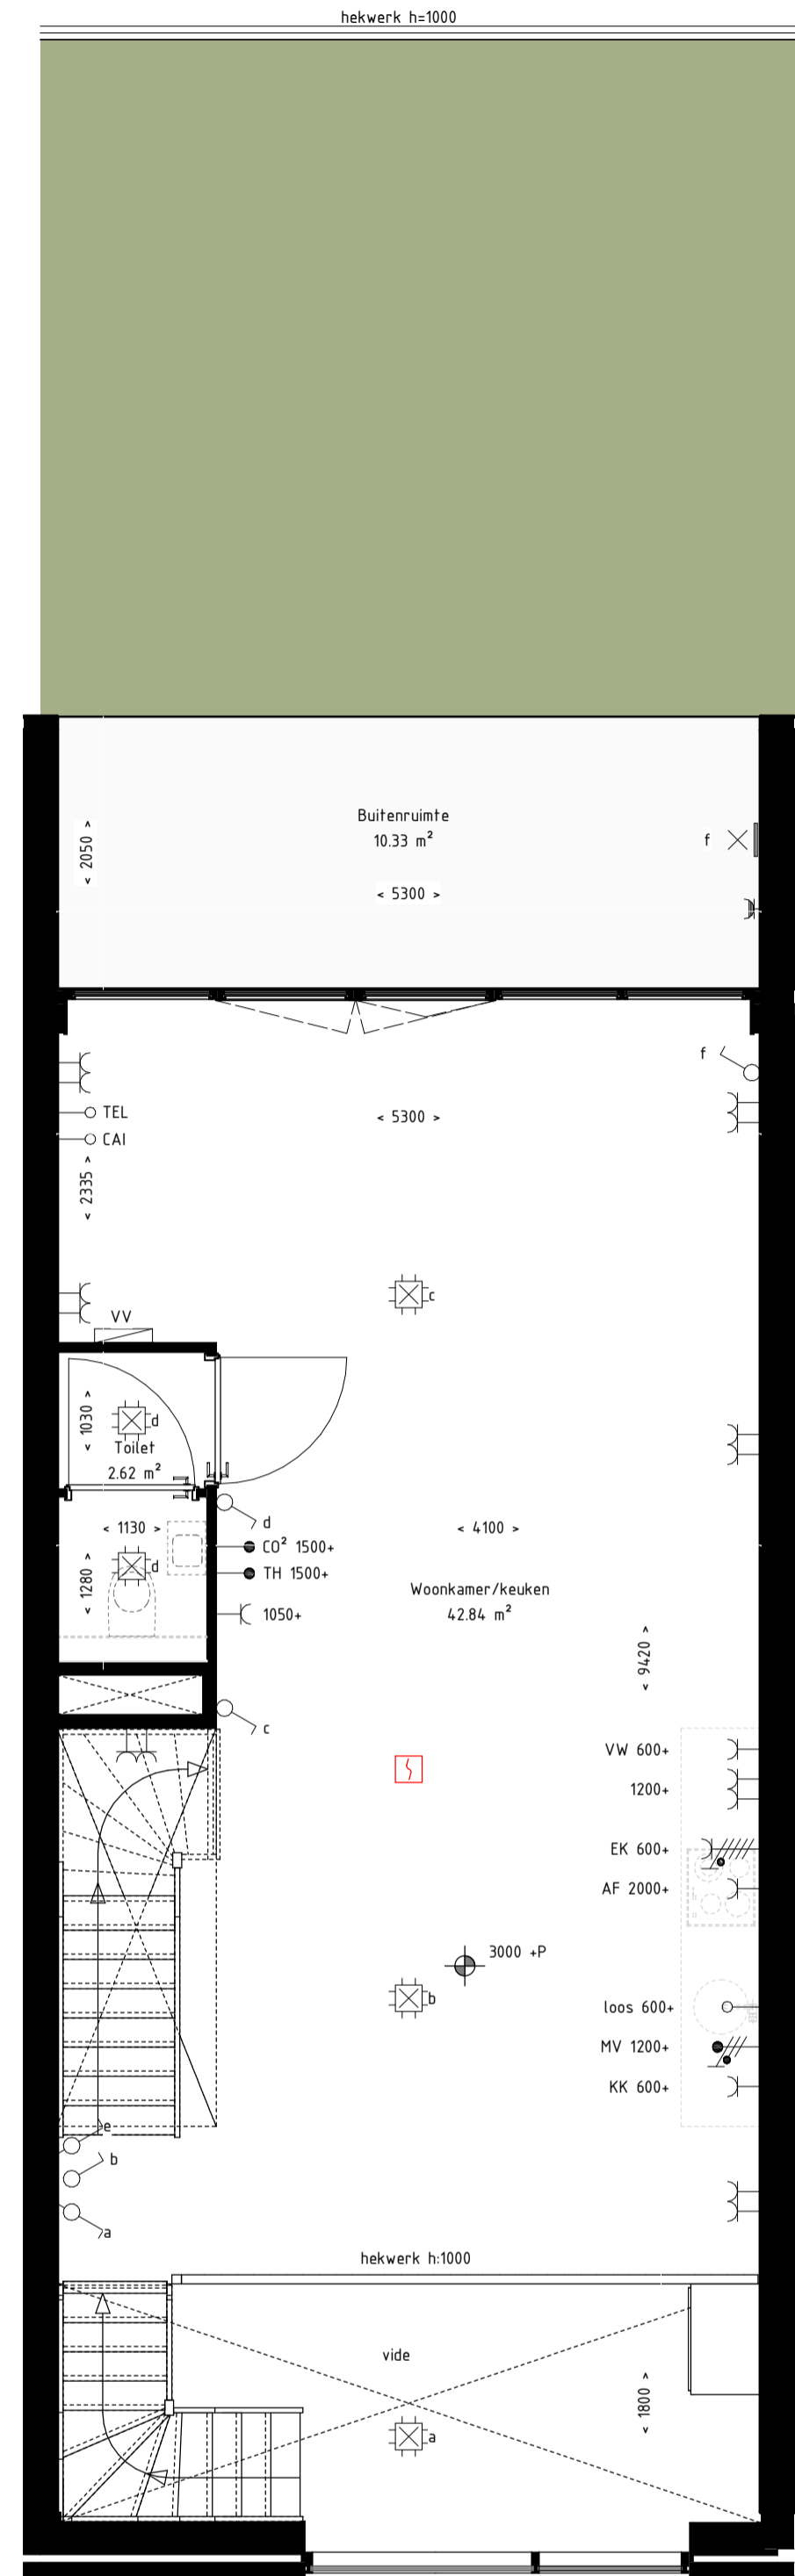 hekwerk h=1000
Buitenruimte
10.33 m²
< 2050 >
f
< 5300 >
f
TEL
CAI
< 5300 >
< 2335 >
c
VV
< 1030 >
d
Toilet
2.62 m²
< 1130 >
d
< 1280 >
d
CO² 1500+
TH 1500+
1050+
c
< 4100 >
Woonkamer/keuken
42.84 m²
< 9420 >
VW 600+
1200+
EK 600+
AF 2000+
3000 +P
b
loos 600+
MV 1200+
KK 600+
e
b
a
hekwerk h:1000
vide
< 1800 >
a